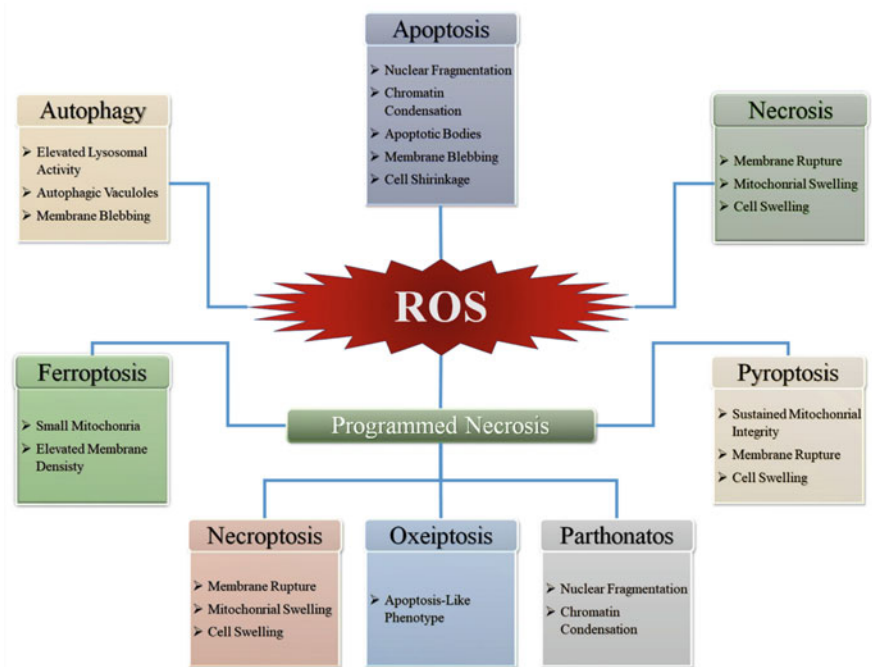 Apoptosis
➤ Nuclear Fragmentation
➤ Chromatin
Condensation
➤ Apoptotic Bodies
➤ Membrane Blebbing
➤ Cell Shirinkage
Autophagy
➤ Elevated Lysosomal
Activity
➤ Autophagic Vaculoles
➤ Membrane Blebbing
Necrosis
➤ Membrane Rupture
➤ Mitochonrial Swelling
➤ Cell Swelling
ROS
Ferroptosis
➤ Small Mitochonria
➤ Elevated Membrane
Densisty
Programmed Necrosis
Pyroptosis
➤ Sustained Mitochonrial
Integrity
➤ Membrane Rupture
➤ Cell Swelling
Necroptosis
➤ Membrane Rupture
➤ Mitochonrial Swelling
➤ Cell Swelling
Oxeiptosis
➤ Apoptosis-Like
Phenotype
Parthonatos
➤ Nuclear Fragmentation
➤ Chromatin
Condensation